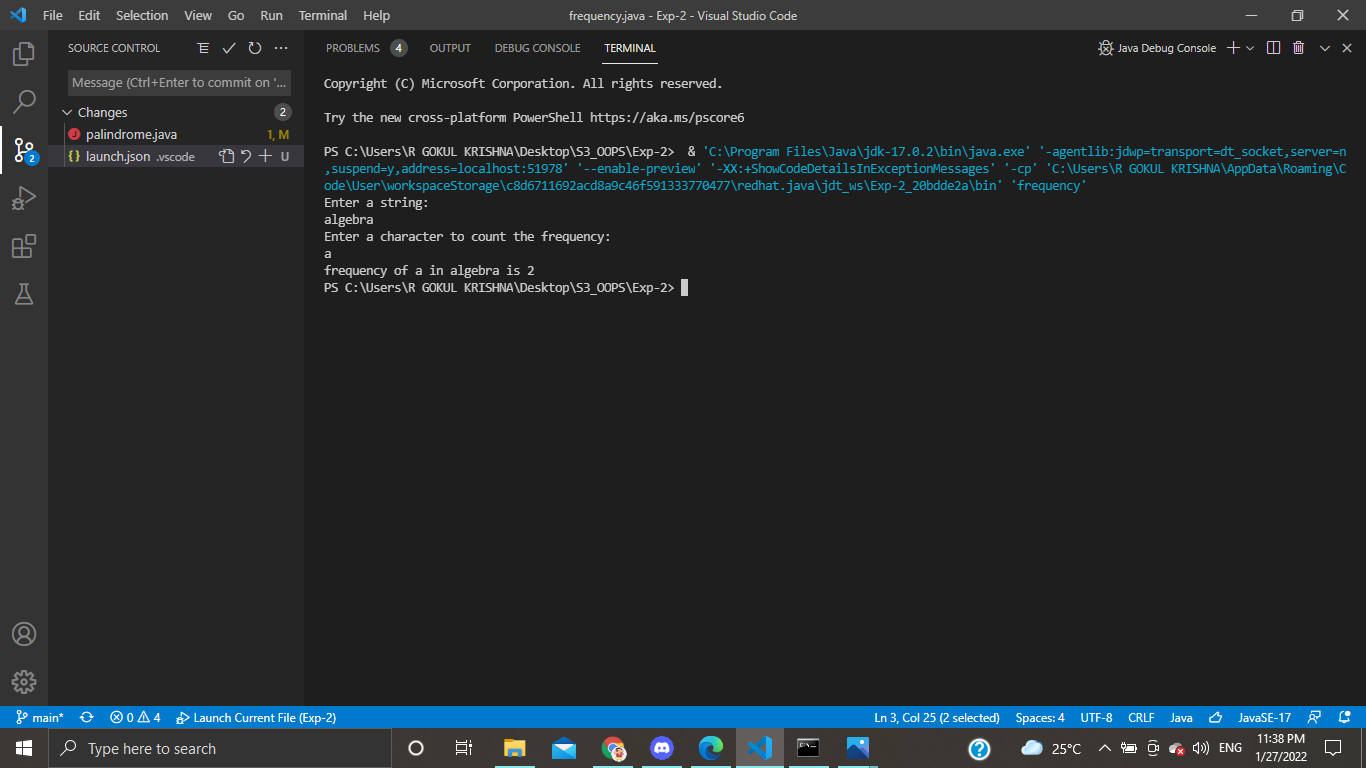 File Edit Selection View Go Run Terminal Help
frequency.java - Exp-2 - Visual Studio Code
SOURCE CONTROL
Message (Ctrl+Enter to commit on '...
Changes 2
palindrome.java 1, M
launch.json .vscode U
2
PROBLEMS 4 OUTPUT DEBUG CONSOLE TERMINAL
Java Debug Console
Copyright (C) Microsoft Corporation. All rights reserved.
Try the new cross-platform PowerShell https://aka.ms/pscore6
PS C:\Users\R GOKUL KRISHNA\Desktop\S3_OOPS\Exp-2>  & 'C:\Program Files\Java\jdk-17.0.2\bin\java.exe' '-agentlib:jdwp=transport=dt_socket,server=n
,suspend=y,address=localhost:51978' '--enable-preview' '-XX:+ShowCodeDetailsInExceptionMessages' '-cp' 'C:\Users\R GOKUL KRISHNA\AppData\Roaming\C
ode\User\workspaceStorage\c8d6711692acd8a9c46f591333770477\redhat.java\jdt_ws\Exp-2_20bdde2a\bin' 'frequency'
Enter a string:
algebra
Enter a character to count the frequency:
a
frequency of a in algebra is 2
PS C:\Users\R GOKUL KRISHNA\Desktop\S3_OOPS\Exp-2>
main* 0 4 Launch Current File (Exp-2)
Ln 3, Col 25 (2 selected) Spaces: 4 UTF-8 CRLF Java JavaSE-17
Type here to search
25°C ENG
11:38 PM
1/27/2022